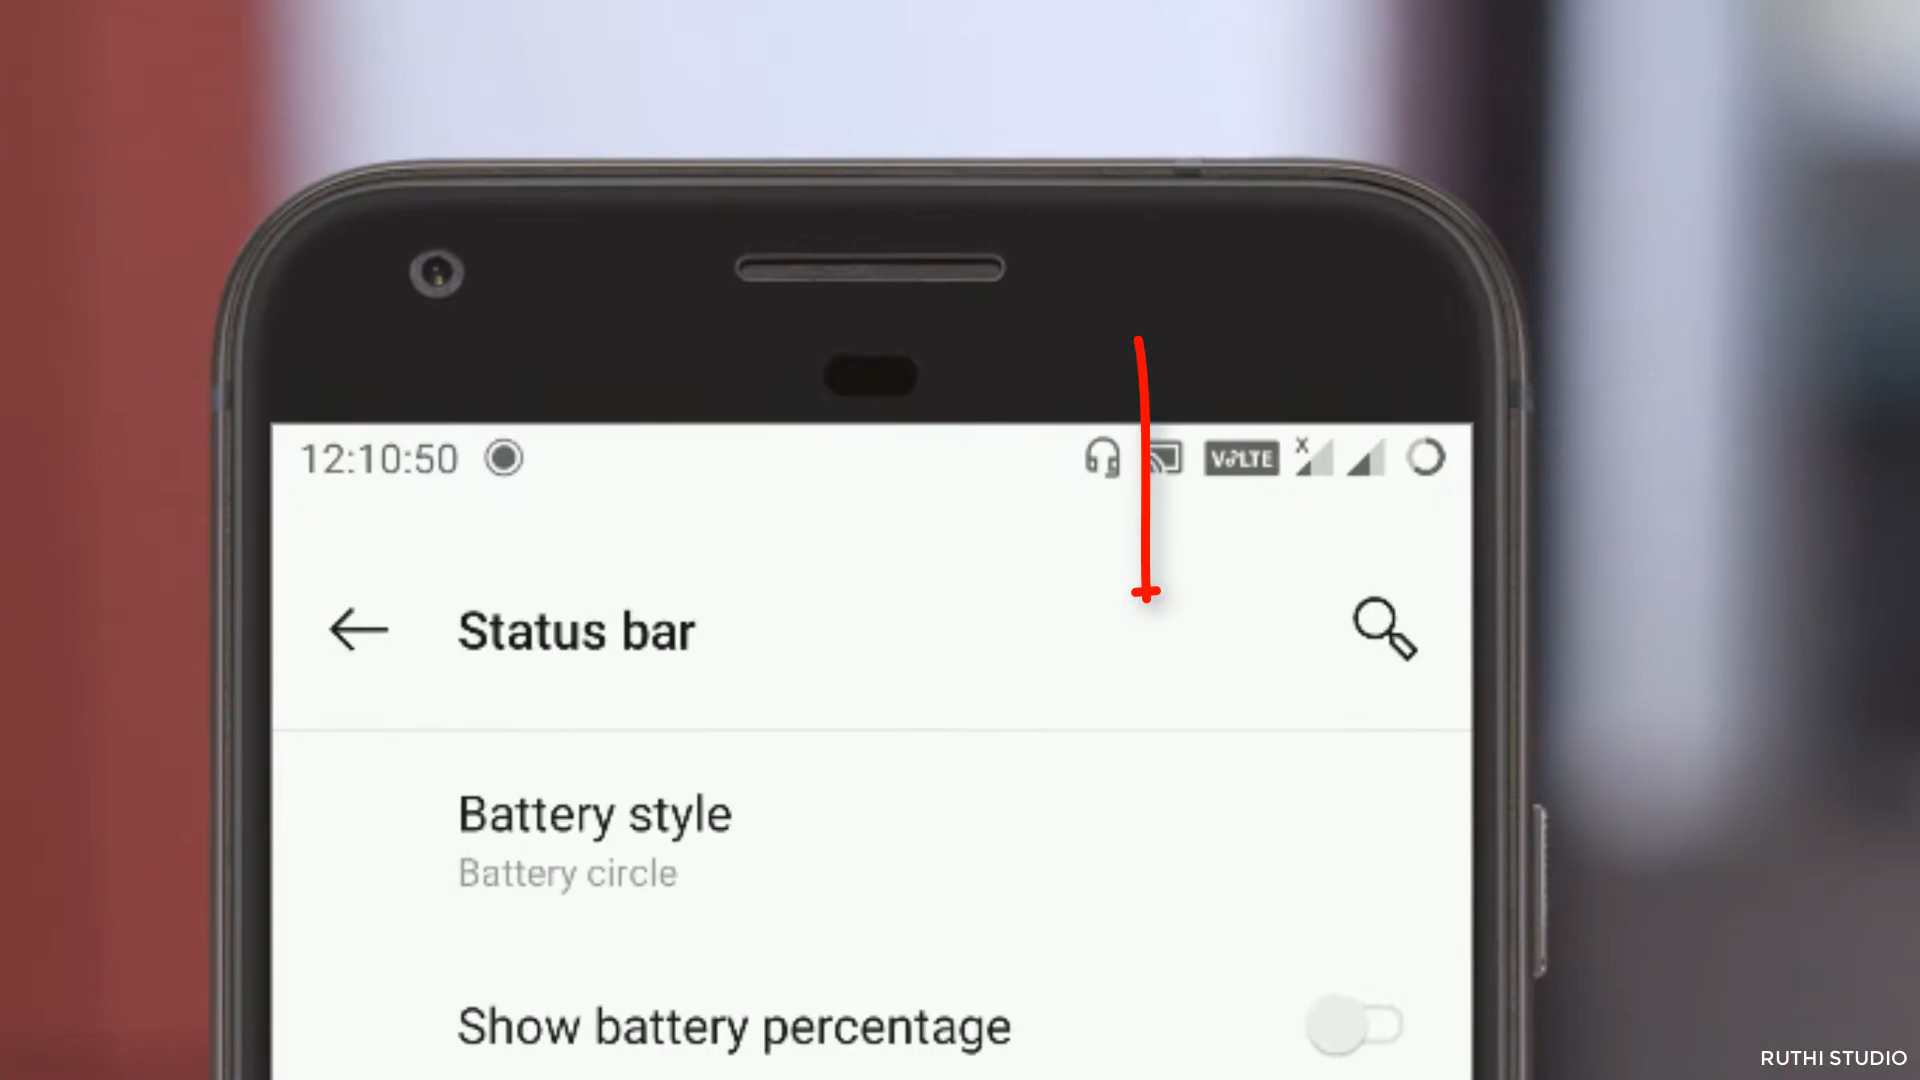 12:10:50 VoLTE x
Status bar
Battery style
Battery circle
Show battery percentage
RUTHI STUDIO